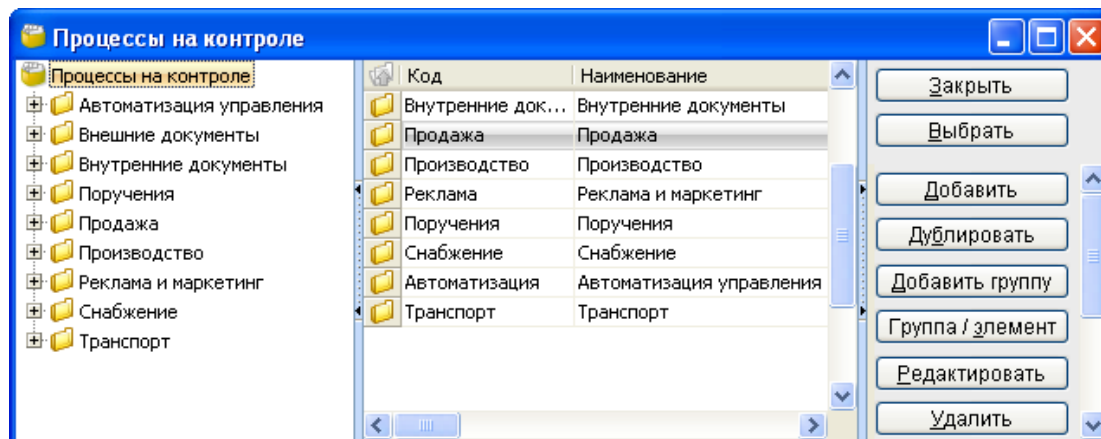 Процессы на контроле
Процессы на контроле
Автоматизация управления
Внешние документы
Внутренние документы
Поручения
Продажа
Производство
Реклама и маркетинг
Снабжение
Транспорт
Код Наименование
Внутренние док... Внутренние документы
Продажа Продажа
Производство Производство
Реклама Реклама и маркетинг
Поручения Поручения
Снабжение Снабжение
Автоматизация Автоматизация управления
Транспорт Транспорт
Закрыть
Выбрать
Добавить
Дублировать
Добавить группу
Группа / элемент
Редактировать
Удалить